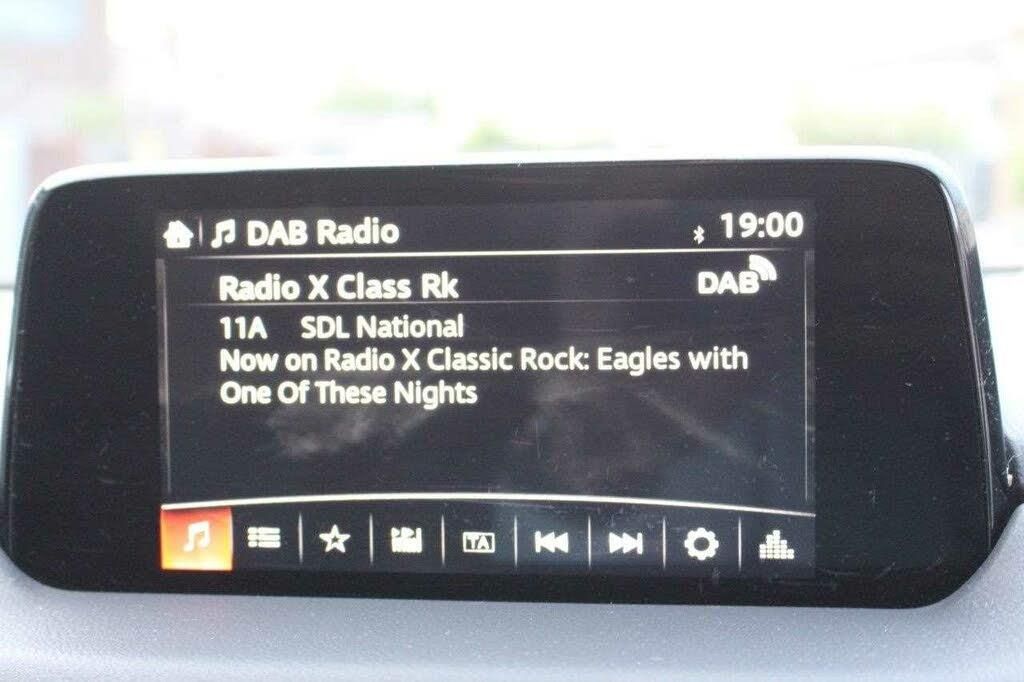 DAB Radio 19:00
Radio X Class Rk DAB
11A SDL National
Now on Radio X Classic Rock: Eagles with
One Of These Nights
TA